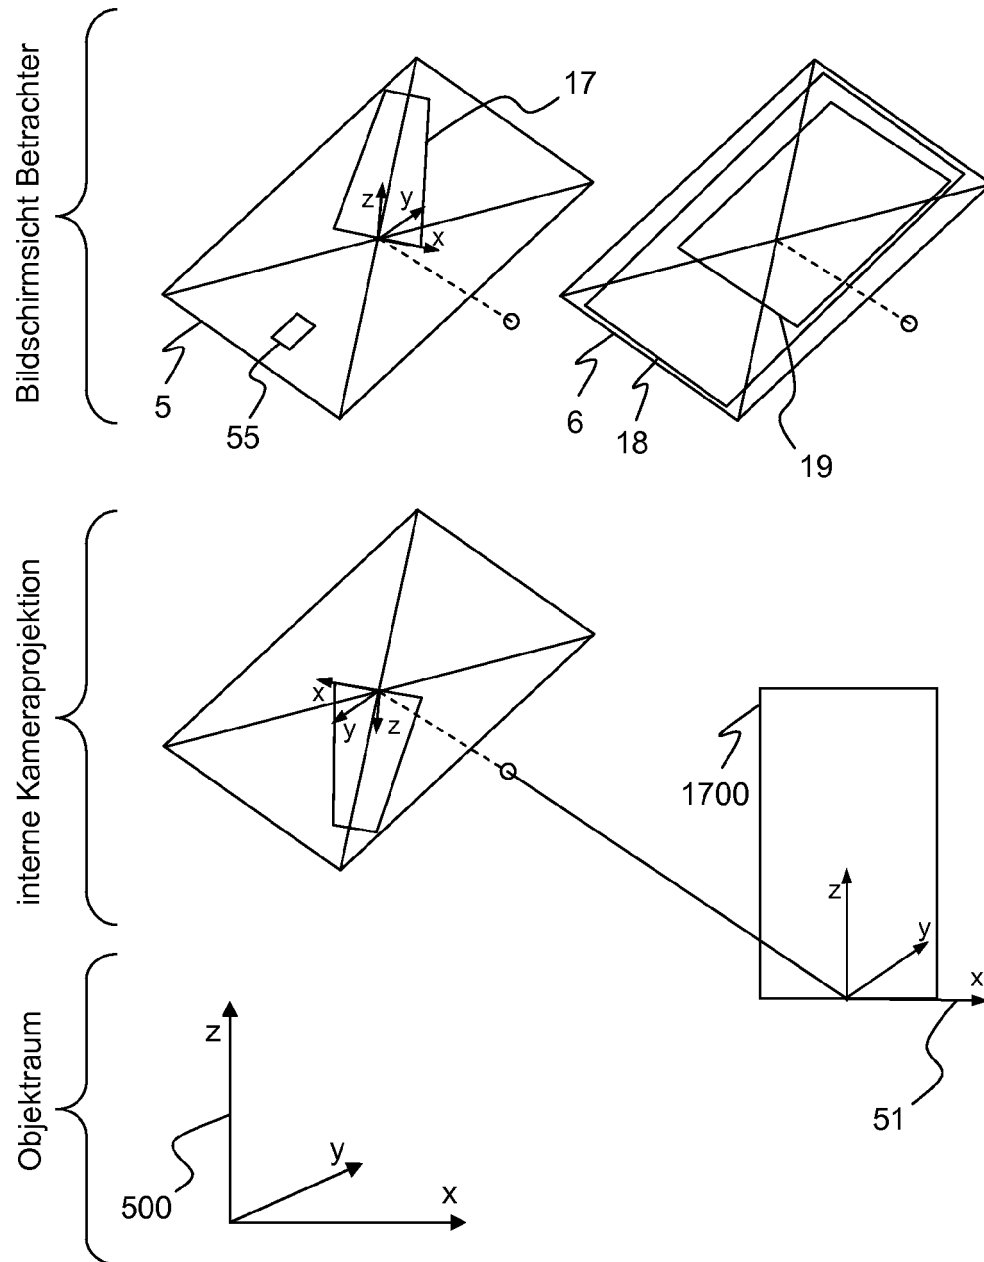 Bildschirmsicht Betrachter
17
z
y
x
5
55
6
18
19
interne Kameraprojektion
x
y
z
1700
z
y
x
51
Objektraum
z
y
x
500